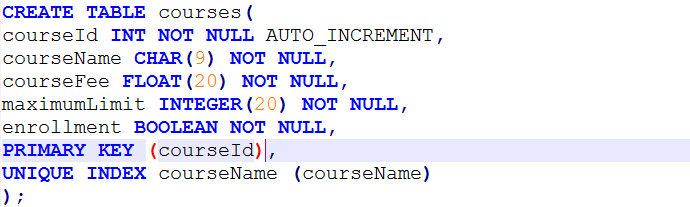 CREATE TABLE courses(
courseId INT NOT NULL AUTO_INCREMENT,
courseName CHAR(9) NOT NULL,
courseFee FLOAT(20) NOT NULL,
maximumLimit INTEGER(20) NOT NULL,
enrollment BOOLEAN NOT NULL,
PRIMARY KEY (courseId),
UNIQUE INDEX courseName (courseName)
);